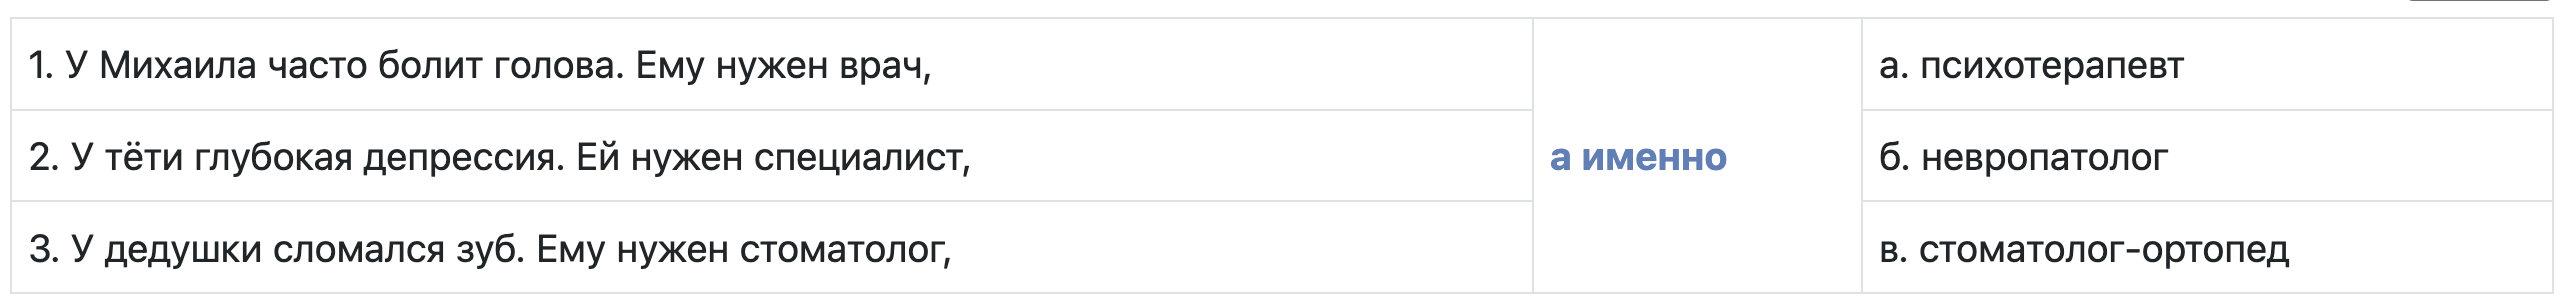 1. У Михаила часто болит голова. Ему нужен врач,
а. психотерапевт
2. У тёти глубокая депрессия. Ей нужен специалист,
а именно
б. невропатолог
3. У дедушки сломался зуб. Ему нужен стоматолог,
в. стоматолог-ортопед